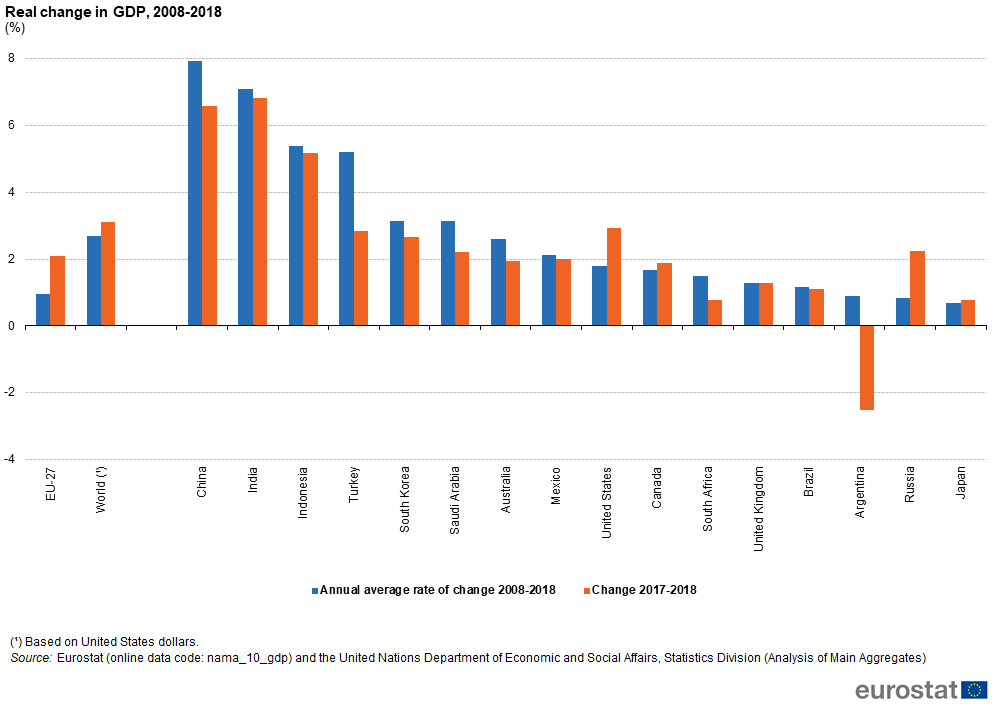 Real change in GDP, 2008-2018
(%)
8
6
4
2
0
-2
-4
EU-27
World (¹)
China
India
Indonesia
Turkey
South Korea
Saudi Arabia
Australia
Mexico
United States
Canada
South Africa
United Kingdom
Brazil
Argentina
Russia
Japan
Annual average rate of change 2008-2018 Change 2017-2018
(¹) Based on United States dollars.
Source: Eurostat (online data code: nama_10_gdp) and the United Nations Department of Economic and Social Affairs, Statistics Division (Analysis of Main Aggregates)
eurostat